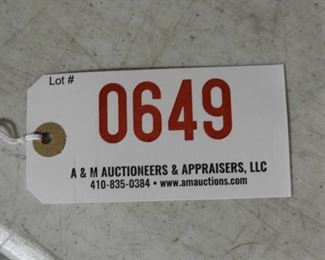 Lot #
0649
A & M AUCTIONEERS & APPRAISERS, LLC
410-835-0384 • www.amauctions.com